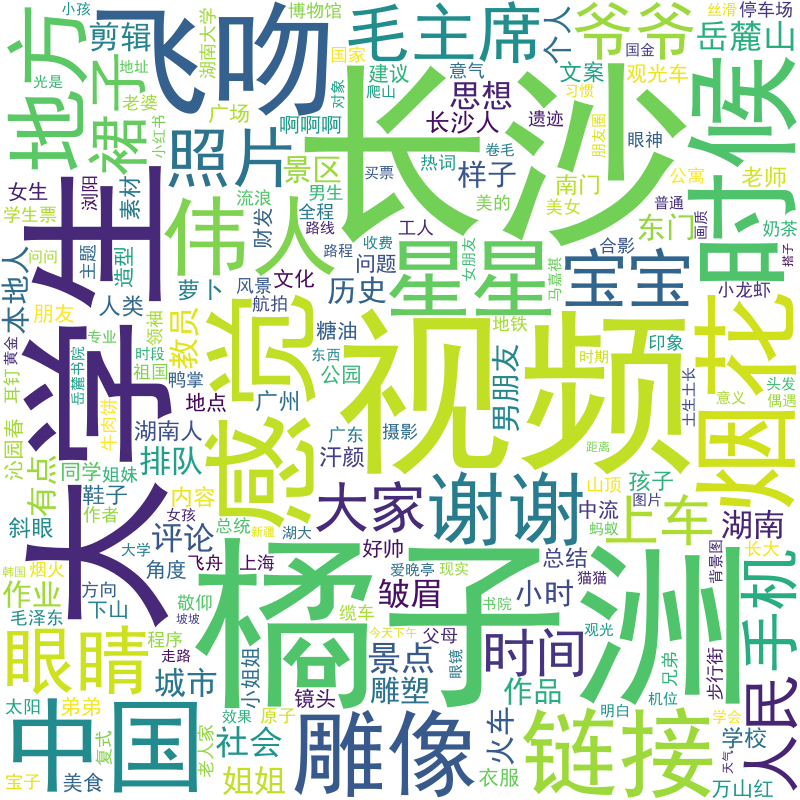 小孩
剪辑
飞吻
博物馆
毛主席
个人
爷爷
丝滑
停车场
岳麓山
地方
裙子
光是
地址
老婆
小红书
湖南大学
国家
广场
对象
啊啊啊
建议
爬山
意气
思想
长沙人
文案
国金
习惯
观光车
朋友圈
遗迹
眼神
时候
照片
景区
长沙
卷毛
热词
样子
女生
浏阳
素材
学生票
问问
主题
造型
本地人
大学生
伟人
流浪
男生
全程
财发
路线
工人
美的
美女
南门
公寓
老师
东门
普通
画质
奶茶
搭子
买票
路程
收费
女朋友
马嘉祺
合影
星星
宝宝
小龙虾
朋友
人类
萝卜
风景
航拍
文化
问题
历史
黄金
岳麓书院
专业
时段
领袖
祖国
教员
感觉
糖油
东西
公园
地铁
时期
印象
视频
烟花
头发
偶遇
意义
土生土长
耳钉
沁园春
牛肉饼
鸭掌
地点
广州
男朋友
湖南人
广东
摄影
汗颜
距离
有点
同学
姐妹
排队
鞋子
内容
作者
大家
谢谢
山顶
孩子
图片
中流
上车
湖南
斜眼
女孩
新疆
总统
湖大
评论
大学
飞舟
上海
好帅
总结
蚂蚁
背景图
长大
韩国
烟火
方向
角度
作业
下山
毛泽东
坡坡
敬仰
橘子洲
爱晚亭
现实
皱眉
小时
猫猫
手机
缆车
书院
今天下午
程序
走路
父母
观光
时间
眼睛
城市
小姐姐
镜头
景点
雕塑
眼镜
作品
兄弟
机位
步行街
人民
太阳
弟弟
复式
中国
效果
原子
社会
老人家
雕像
火车
链接
明白
学会
天气
学校
宝子
美食
姐姐
衣服
万山红